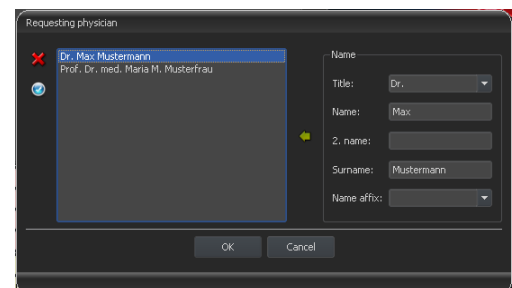 Requesting physician
Dr. Max Mustermann
Prof. Dr. med. Maria M. Musterfrau
Name
Title: Dr.
Name: Max
2. name:
Surname: Mustermann
Name affix:
OK Cancel